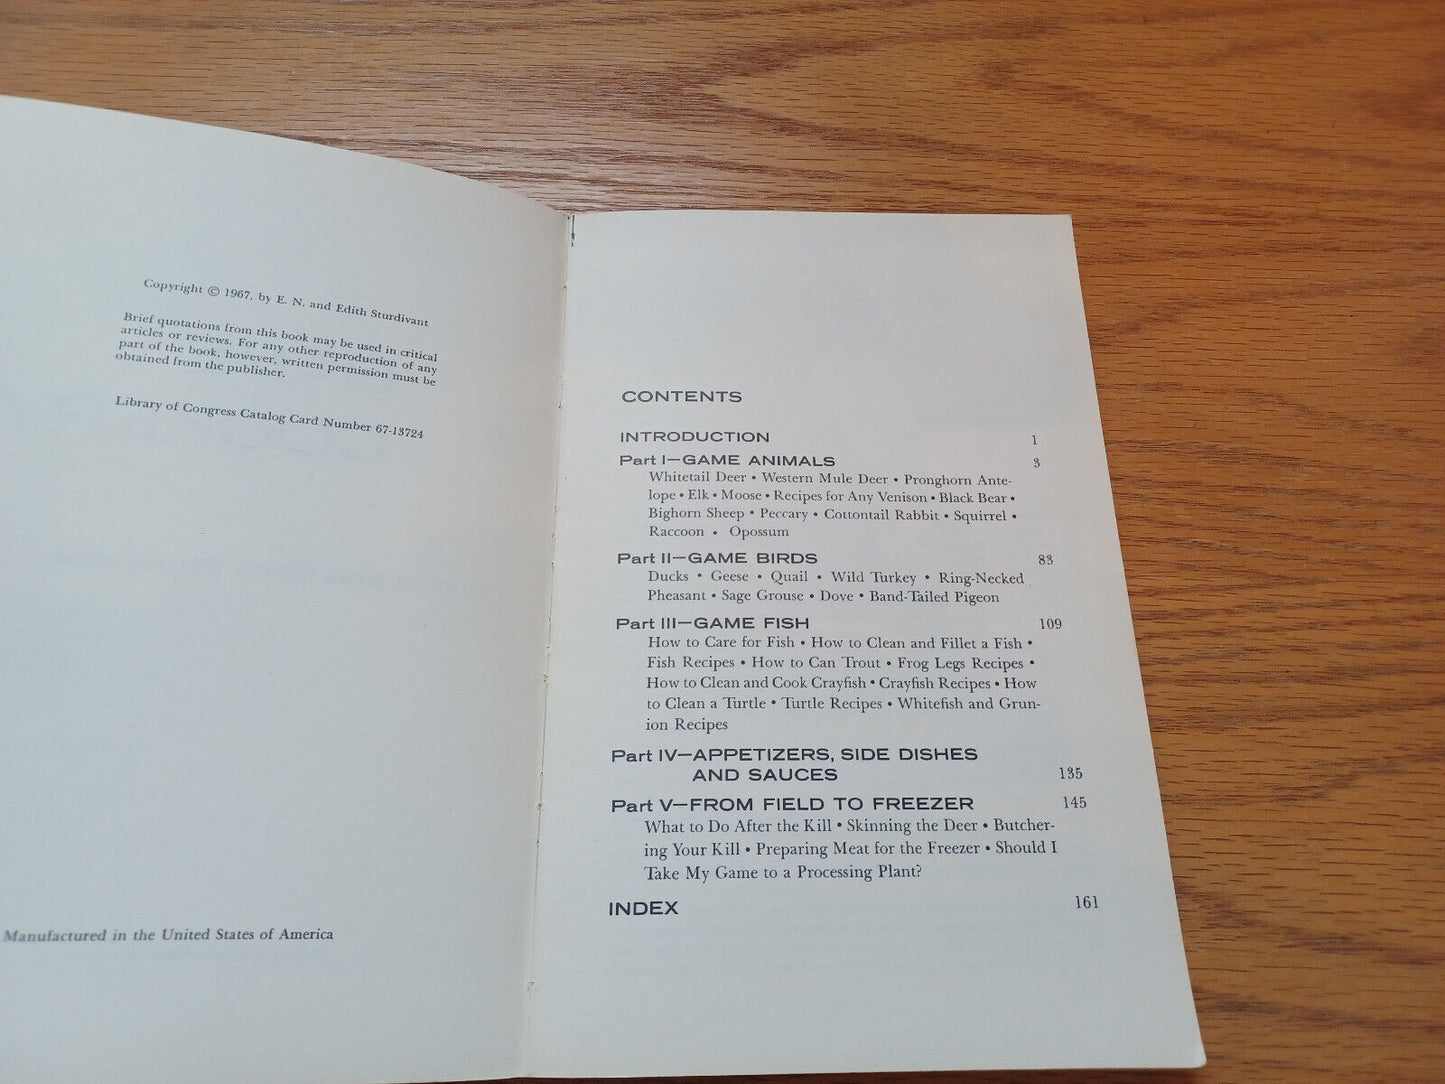 Copyright © 1967, by E. N. and Edith Sturdivant
Brief quotations from this book may be used in critical
articles or reviews. For any other reproduction of any
part of the book, however, written permission must be
obtained from the publisher.
Library of Congress Catalog Card Number 67-13724
Manufactured in the United States of America
CONTENTS
INTRODUCTION 1
Part I—GAME ANIMALS 3
Whitetail Deer • Western Mule Deer • Pronghorn Ante-
lope • Elk • Moose • Recipes for Any Venison • Black Bear •
Bighorn Sheep • Peccary • Cottontail Rabbit • Squirrel •
Raccoon • Opossum
Part II—GAME BIRDS 83
Ducks • Geese • Quail • Wild Turkey • Ring-Necked
Pheasant • Sage Grouse • Dove • Band-Tailed Pigeon
Part III—GAME FISH 109
How to Care for Fish • How to Clean and Fillet a Fish •
Fish Recipes • How to Can Trout • Frog Legs Recipes •
How to Clean and Cook Crayfish • Crayfish Recipes • How
to Clean a Turtle • Turtle Recipes • Whitefish and Grun-
ion Recipes
Part IV—APPETIZERS, SIDE DISHES
AND SAUCES 135
Part V—FROM FIELD TO FREEZER 145
What to Do After the Kill • Skinning the Deer • Butcher-
ing Your Kill • Preparing Meat for the Freezer • Should I
Take My Game to a Processing Plant?
INDEX 161